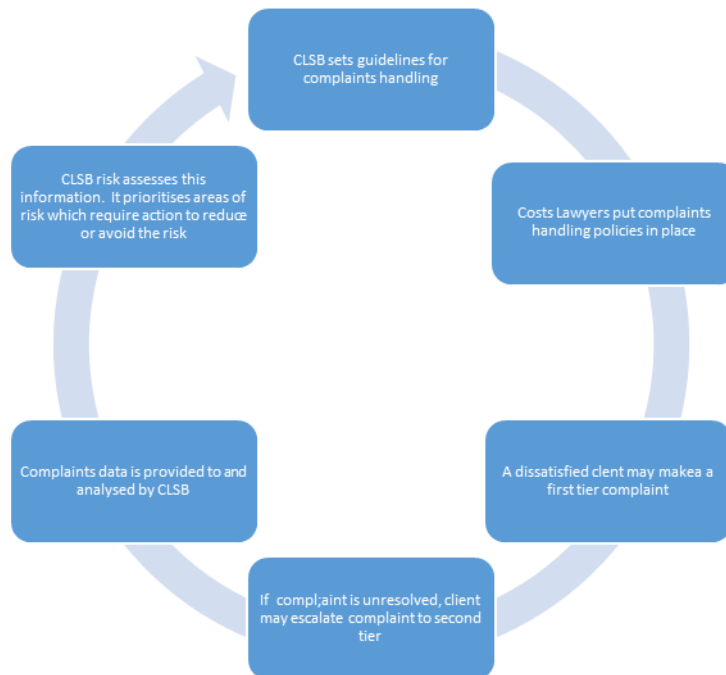 CLSB sets guidelines for
complaints handling
Costs Lawyers put complaints
handling policies in place
A dissatisfied clent may makea a
first tier complaint
If compl;aint is unresolved, client
may escalate complaint to second
tier
Complaints data is provided to and
analysed by CLSB
CLSB risk assesses this
information. It prioritises areas of
risk which require action to reduce
or avoid the risk